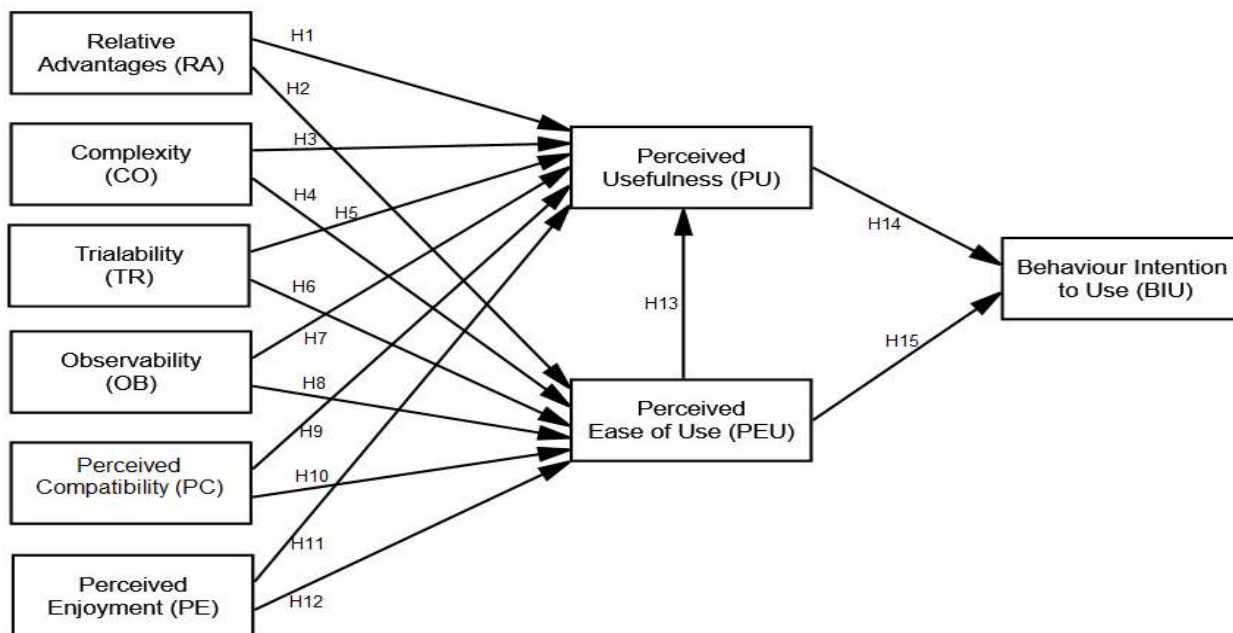 Relative
Advantages (RA)
Complexity
(CO)
Trialability
(TR)
Observability
(OB)
Perceived
Compatibility (PC)
Perceived
Enjoyment (PE)
H1
H2
H3
H4
H5
H6
H7
H8
H9
H10
H11
H12
Perceived
Usefulness (PU)
H13
Perceived
Ease of Use (PEU)
H14
H15
Behaviour Intention
to Use (BIU)